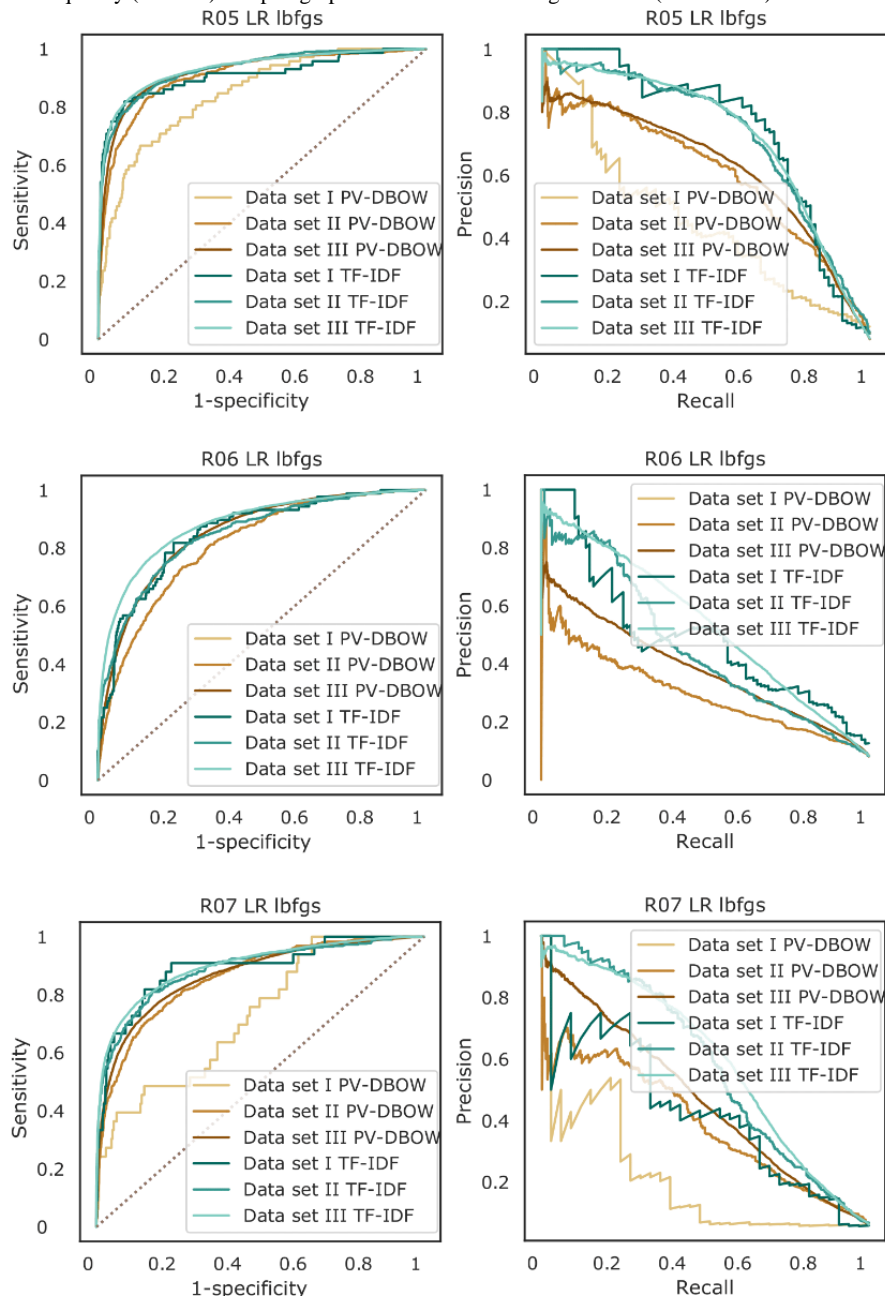 R05 LR lbfgs
1
0.8
0.6
0.4
0.2
0
Sensitivity
Data set I PV-DBOW
Data set II PV-DBOW
Data set III PV-DBOW
Data set I TF-IDF
Data set II TF-IDF
Data set III TF-IDF
0 0.2 0.4 0.6 0.8 1
1-specificity
R05 LR lbfgs
1
0.8
0.6
0.4
0.2
Precision
Data set I PV-DBOW
Data set II PV-DBOW
Data set III PV-DBOW
Data set I TF-IDF
Data set II TF-IDF
Data set III TF-IDF
0 0.2 0.4 0.6 0.8 1
Recall
R06 LR lbfgs
1
0.8
0.6
0.4
0.2
0
Sensitivity
Data set I PV-DBOW
Data set II PV-DBOW
Data set III PV-DBOW
Data set I TF-IDF
Data set II TF-IDF
Data set III TF-IDF
0 0.2 0.4 0.6 0.8 1
1-specificity
R06 LR lbfgs
1
0.8
0.6
0.4
0.2
0
Precision
Data set I PV-DBOW
Data set II PV-DBOW
Data set III PV-DBOW
Data set I TF-IDF
Data set II TF-IDF
Data set III TF-IDF
0 0.2 0.4 0.6 0.8 1
Recall
R07 LR lbfgs
1
0.8
0.6
0.4
0.2
0
Sensitivity
Data set I PV-DBOW
Data set II PV-DBOW
Data set III PV-DBOW
Data set I TF-IDF
Data set II TF-IDF
Data set III TF-IDF
0 0.2 0.4 0.6 0.8 1
1-specificity
R07 LR lbfgs
1
0.8
0.6
0.4
0.2
Precision
Data set I PV-DBOW
Data set II PV-DBOW
Data set III PV-DBOW
Data set I TF-IDF
Data set II TF-IDF
Data set III TF-IDF
0 0.2 0.4 0.6 0.8 1
Recall